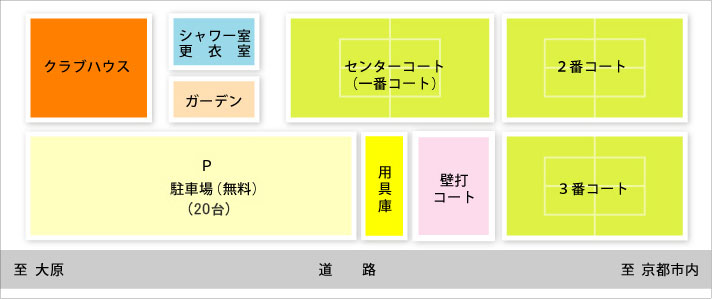 クラブハウス
シャワー室
更　衣　室
ガーデン
センターコート
（一番コート）
２番コート
P
駐車場（無料）
（20台）
用具庫
壁打
コート
３番コート
至 大原
道　　路
至 京都市内